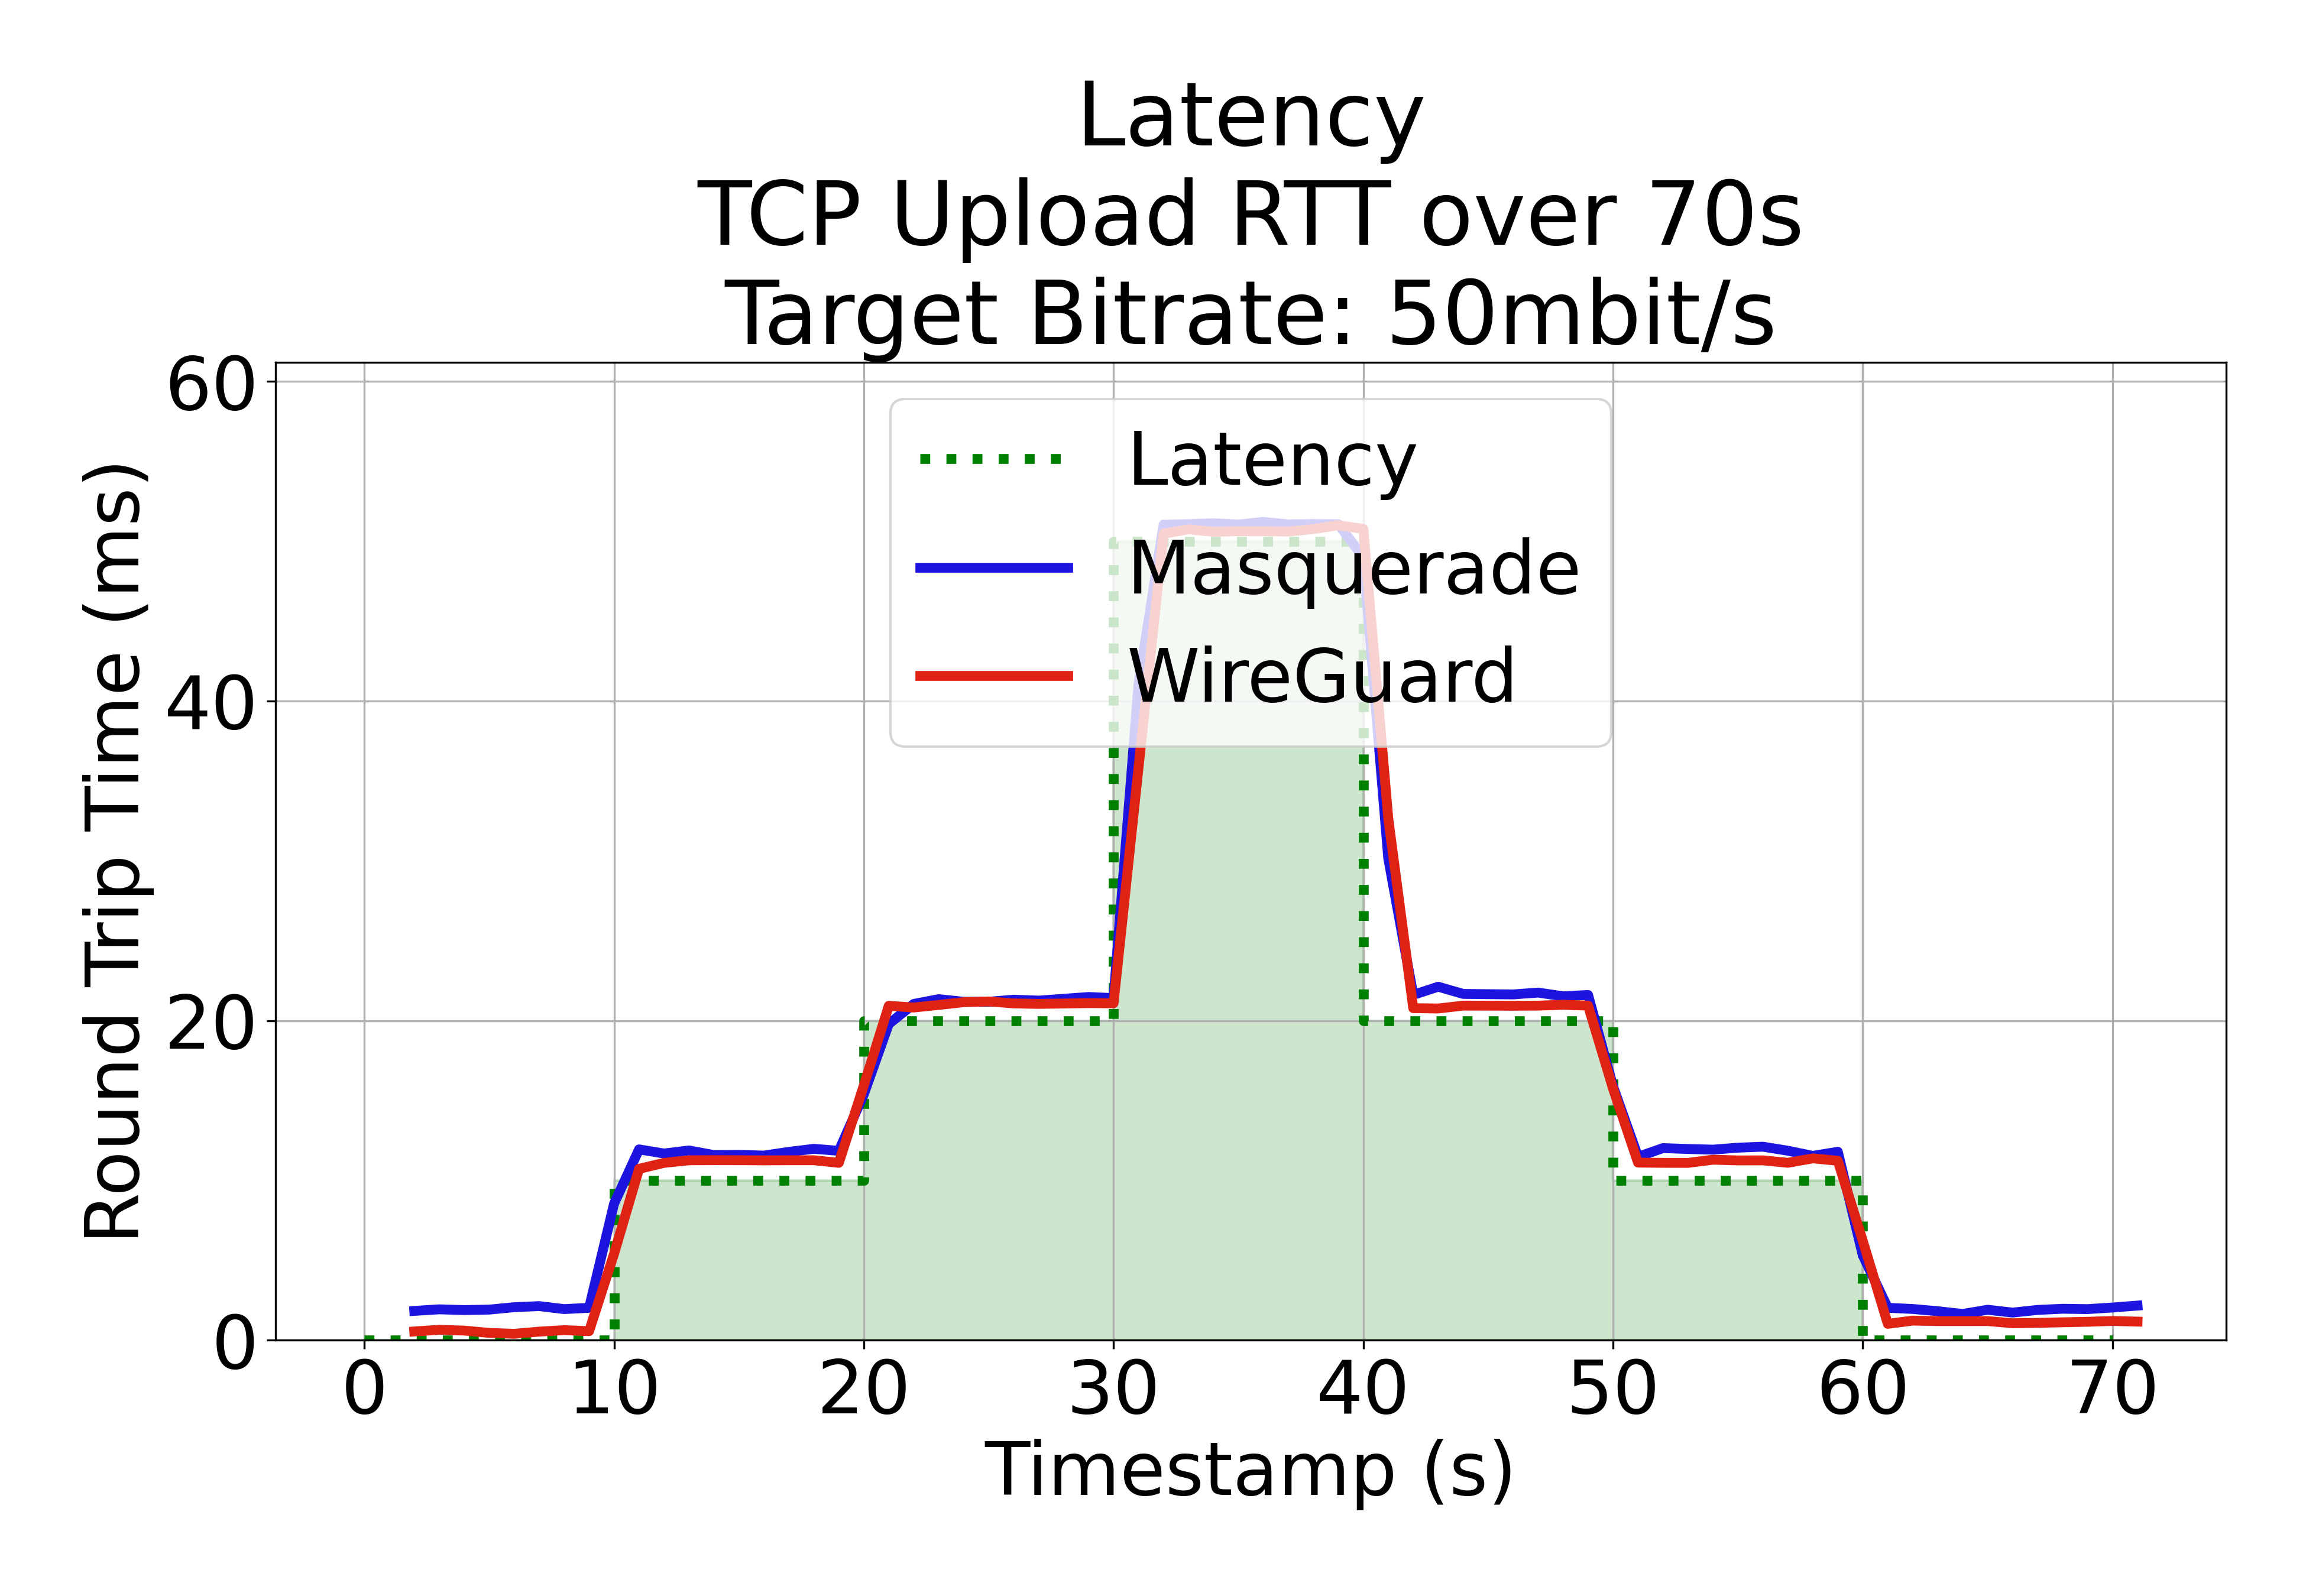 Latency
TCP Upload RTT over 70s
Target Bitrate: 50mbit/s
Round Trip Time (ms)
60
40
20
0
Latency
Masquerade
WireGuard
0 10 20 30 40 50 60 70
Timestamp (s)